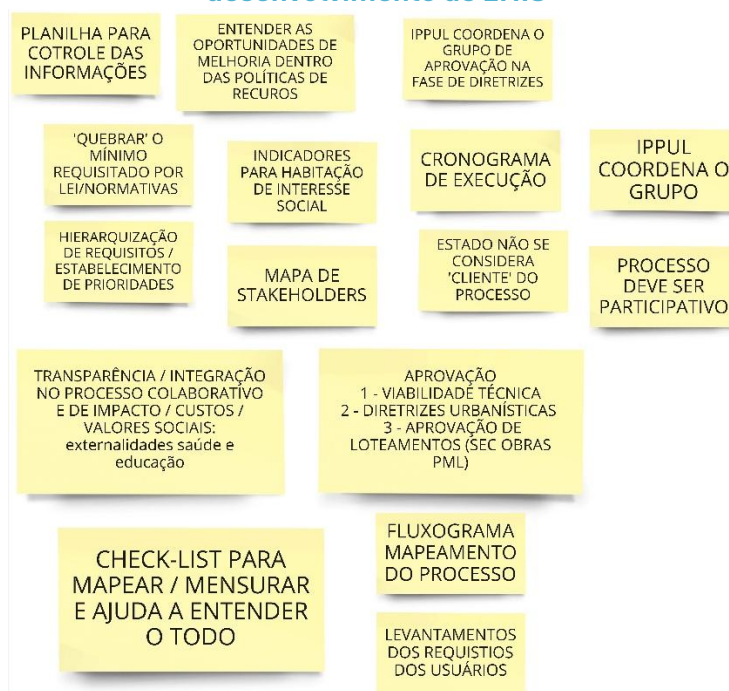 desenvolvimento de EHIS
PLANILHA PARA
COTROLE DAS
INFORMAÇÕES
ENTENDER AS
OPORTUNIDADES DE
MELHORIA DENTRO
DAS POLÍTICAS DE
RECUROS
IPPUL COORDENA O
GRUPO DE
APROVAÇÃO NA
FASE DE DIRETRIZES
'QUEBRAR' O
MÍNIMO
REQUISITADO POR
LEI/NORMATIVAS
INDICADORES
PARA HABITAÇÃO
DE INTERESSE
SOCIAL
CRONOGRAMA
DE EXECUÇÃO
IPPUL
COORDENA O
GRUPO
HIERARQUIZAÇÃO
DE REQUISITOS /
ESTABELECIMENTO
DE PRIORIDADES
MAPA DE
STAKEHOLDERS
ESTADO NÃO SE
CONSIDERA
'CLIENTE' DO
PROCESSO
PROCESSO
DEVE SER
PARTICIPATIVO
TRANSPARÊNCIA / INTEGRAÇÃO
NO PROCESSO COLABORATIVO
E DE IMPACTO / CUSTOS /
VALORES SOCIAIS:
externalidades saúde e
educação
APROVAÇÃO
1 - VIABILIDADE TÉCNICA
2 - DIRETRIZES URBANÍSTICAS
3 - APROVAÇÃO DE
LOTEAMENTOS (SEC OBRAS
PML)
CHECK-LIST PARA
MAPEAR / MENSURAR
E AJUDA A ENTENDER
O TODO
FLUXOGRAMA
MAPEAMENTO
DO PROCESSO
LEVANTAMENTOS
DOS REQUISTIOS
DOS USUÁRIOS